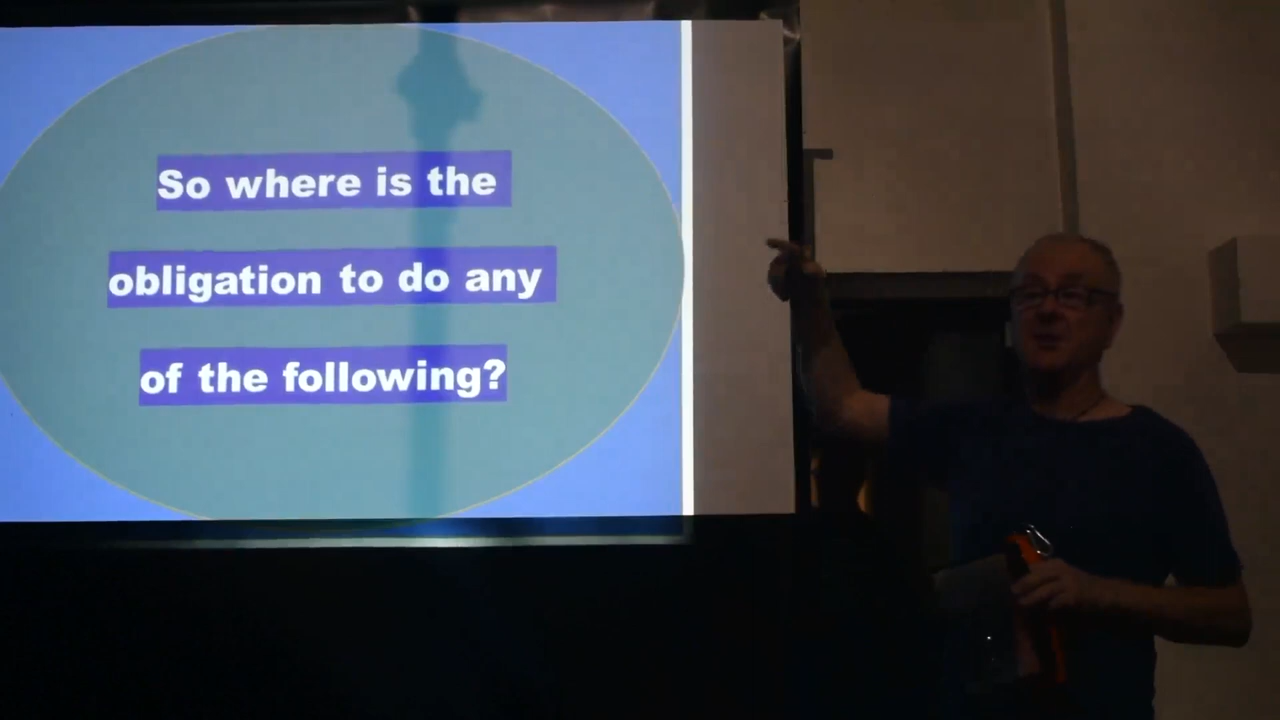 So where is the
obligation to do any
of the following?